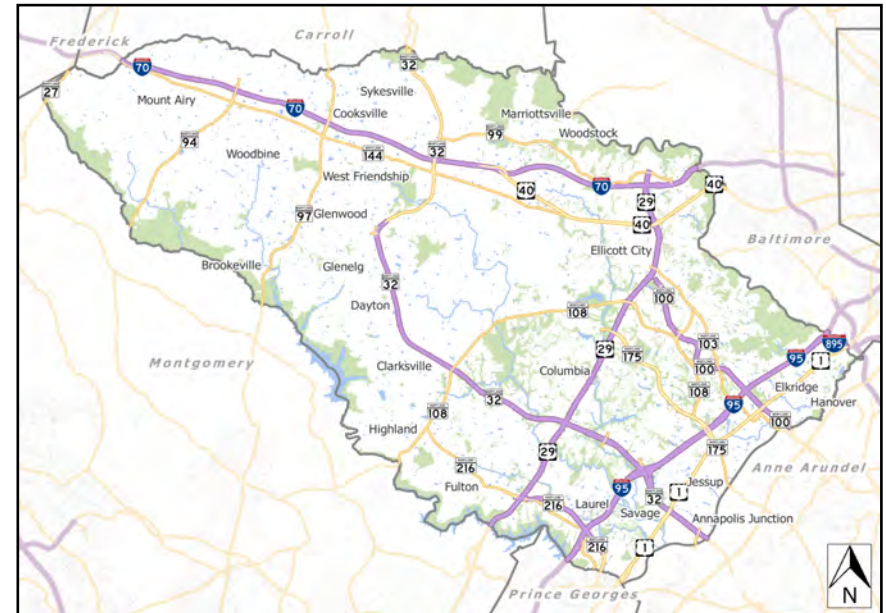 Carroll
Frederick
32
70
27
Mount Airy
Sykesville
70
Cooksville
Marriottsville
99
Woodstock
94
32
Woodbine
144
West Friendship
70
40
40
29
97
Glenwood
40
Baltimore
Ellicott City
Brookeville
Glenelg
32
100
Dayton
108
895
103
29
175
95
1
Montgomery
Clarksville
Columbia
100
Elkridge
108
32
95
Hanover
108
100
Highland
29
175
216
Anne Arundel
Fulton
Jessup
95
1
Laurel
32
216
Savage
Annapolis Junction
216
1
Prince Georges
N